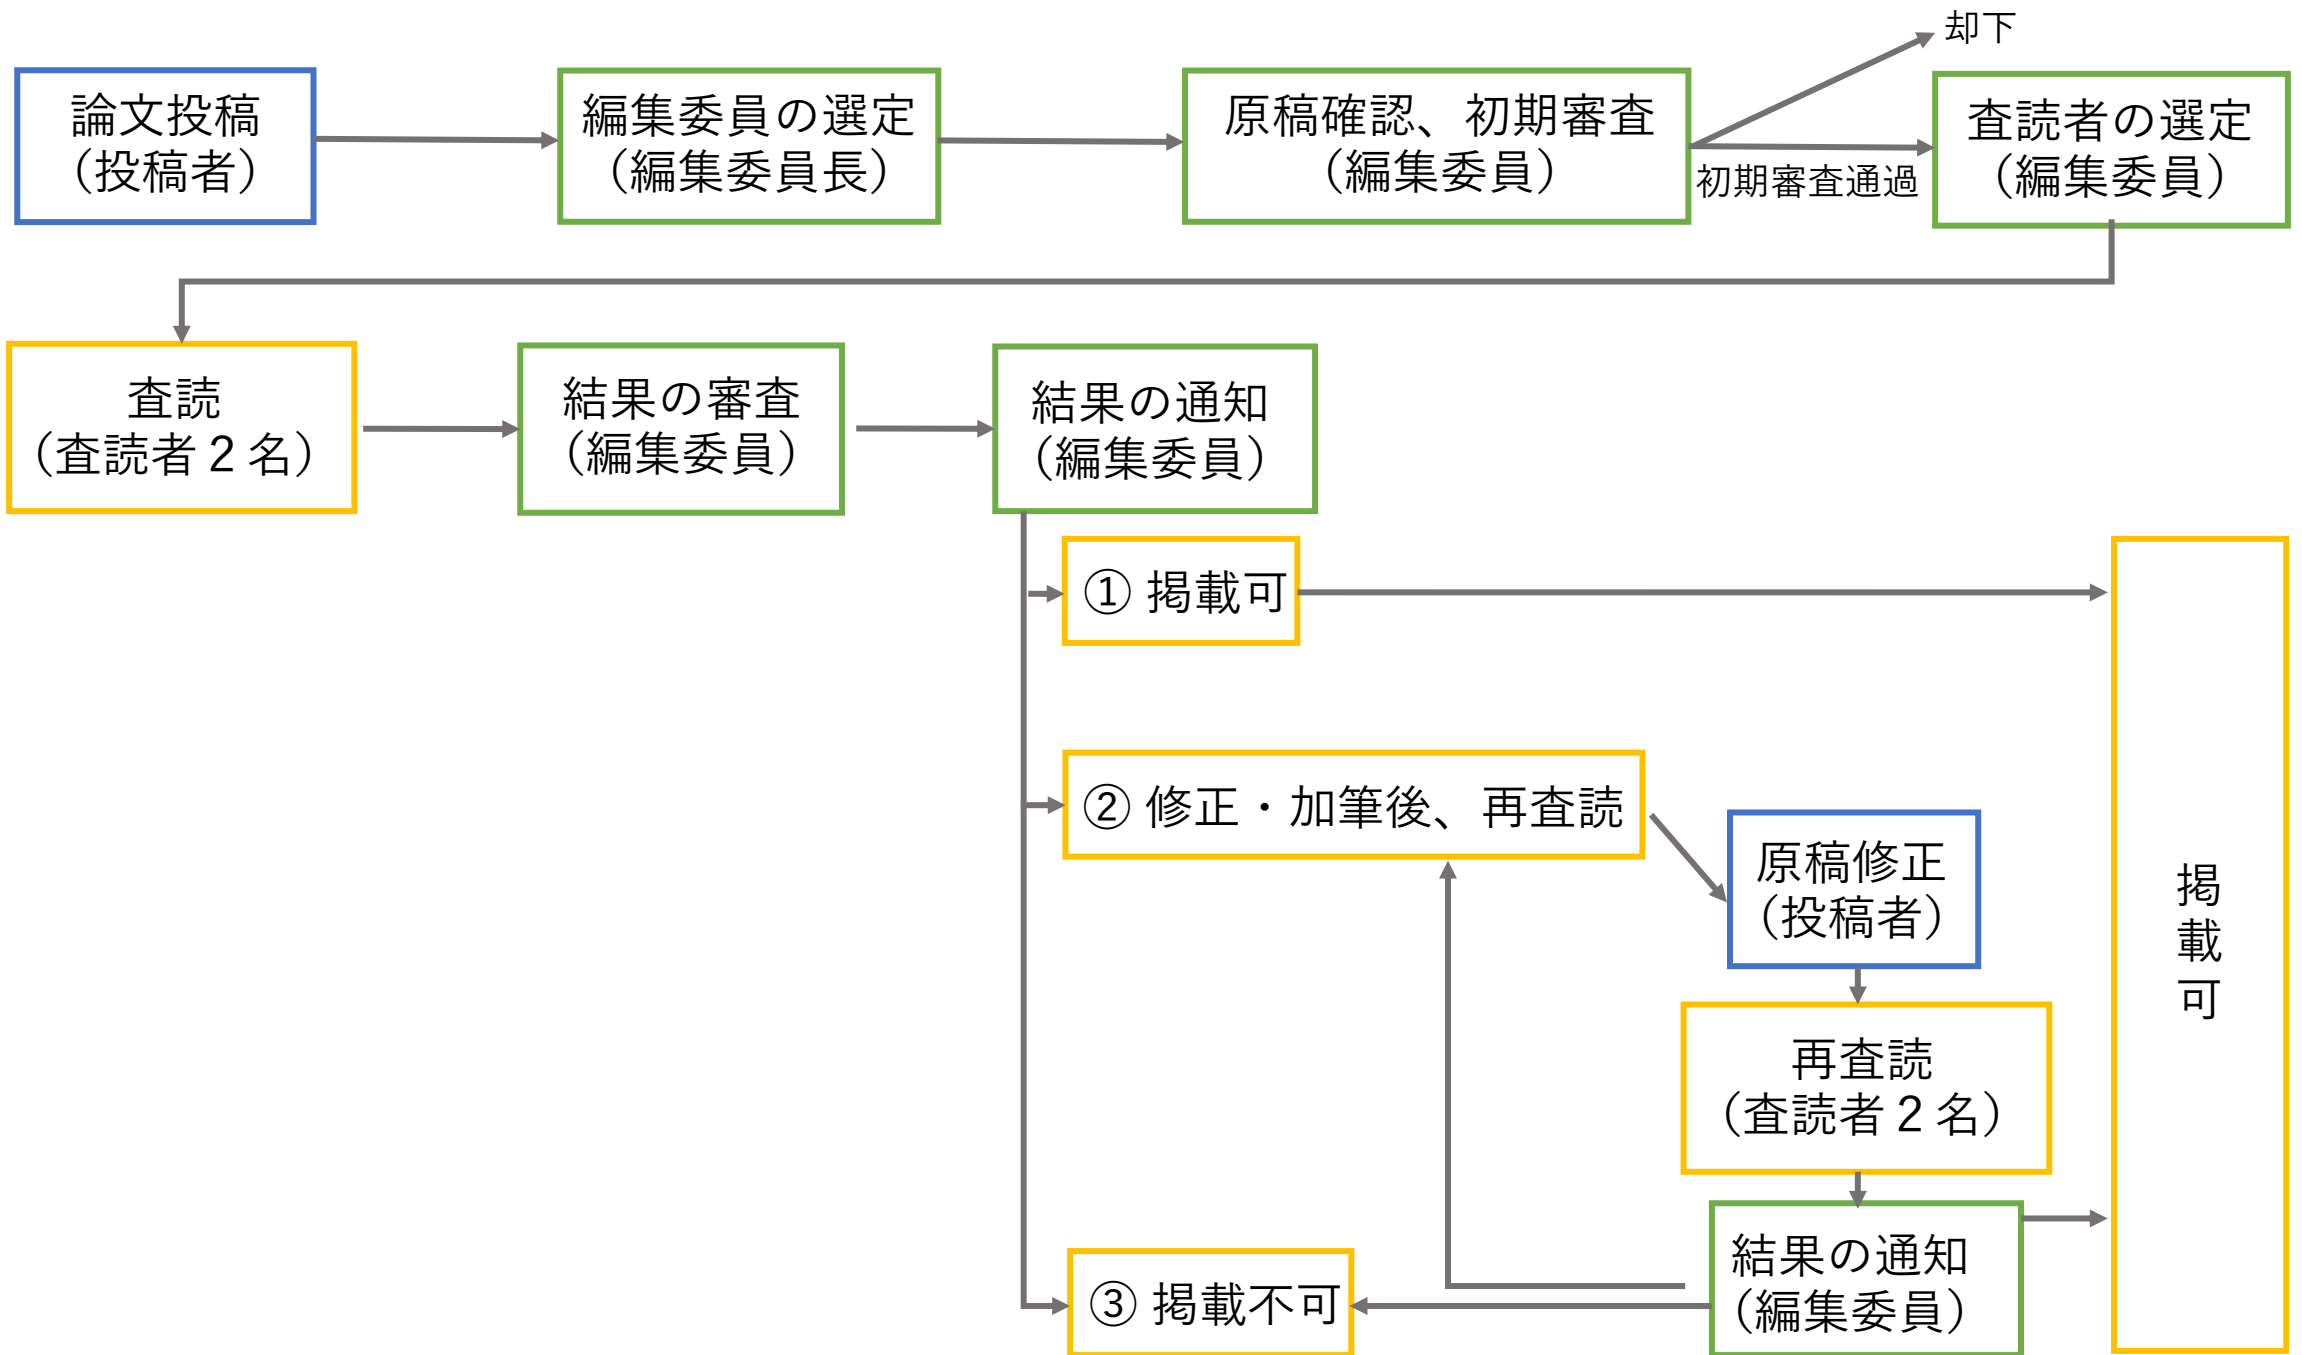 却下
論文投稿
（投稿者）
編集委員の選定
（編集委員長）
原稿確認、初期審査
（編集委員）
初期審査通過
査読者の選定
（編集委員）
査読
（査読者２名）
結果の審査
（編集委員）
結果の通知
（編集委員）
① 掲載可
② 修正・加筆後、再査読
原稿修正
（投稿者）
再査読
（査読者２名）
結果の通知
（編集委員）
③ 掲載不可
掲載可